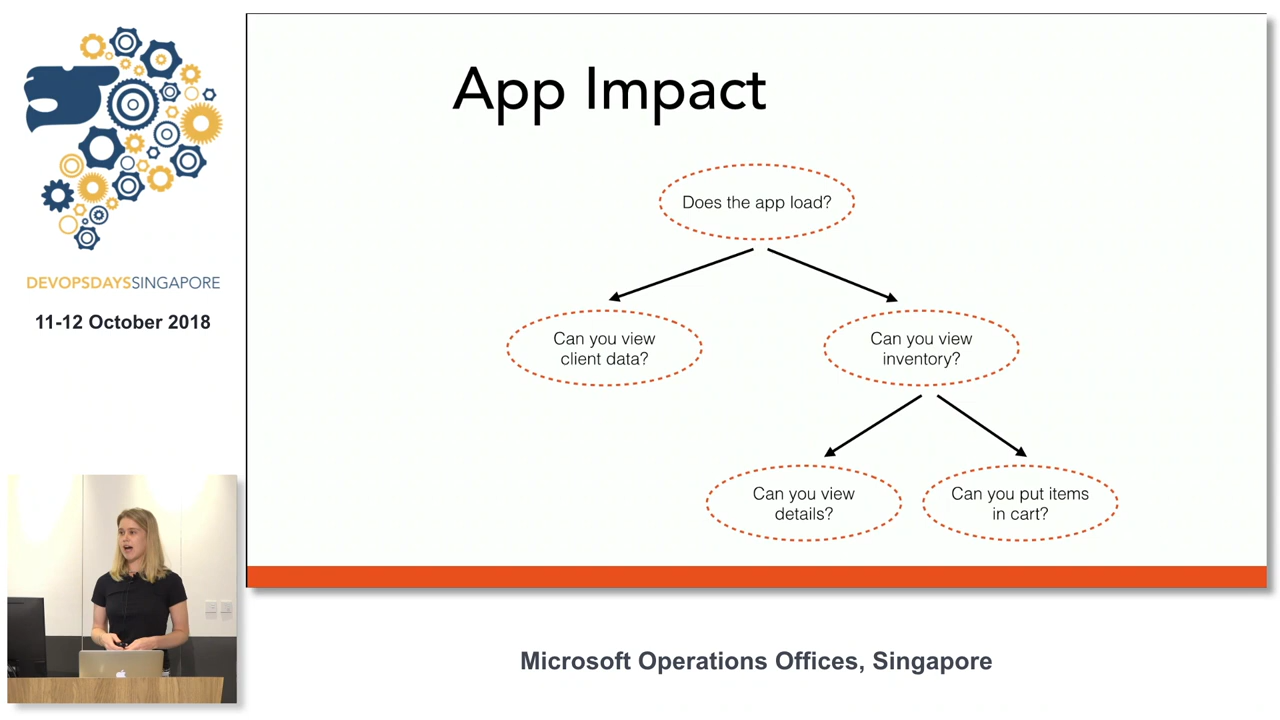 App Impact
Does the app load?
Can you view
client data?
Can you view
inventory?
Can you view
details?
Can you put items
in cart?
DEVOPSDAYSSINGAPORE
11-12 October 2018
Microsoft Operations Offices, Singapore